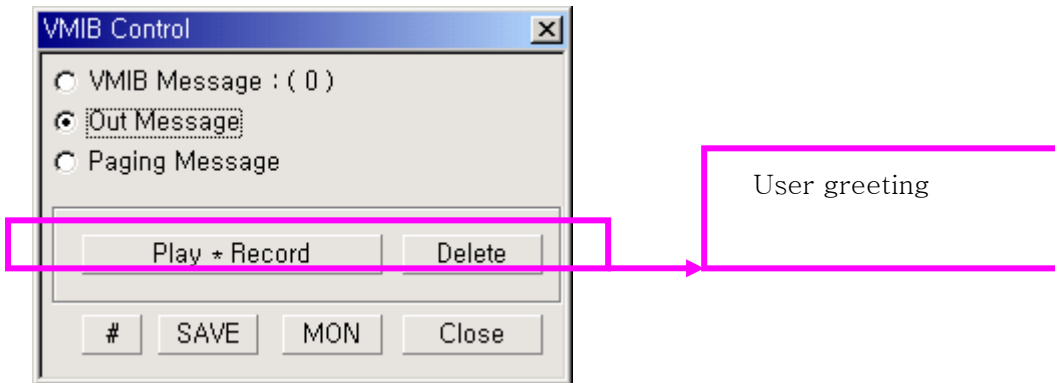 VMIB Control
VMIB Message : ( 0 )
Out Message
Paging Message
User greeting
Play * Record Delete
# SAVE MON Close